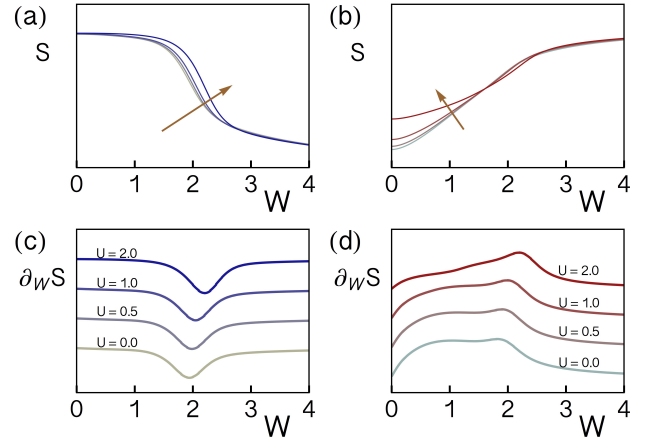 (a)
S
0 1 2 3 4
W
(b)
S
0 1 2 3 4
W
(c)
∂WS
U = 2.0
U = 1.0
U = 0.5
U = 0.0
0 1 2 3 4
W
(d)
∂WS
U = 2.0
U = 1.0
U = 0.5
U = 0.0
0 1 2 3 4
W